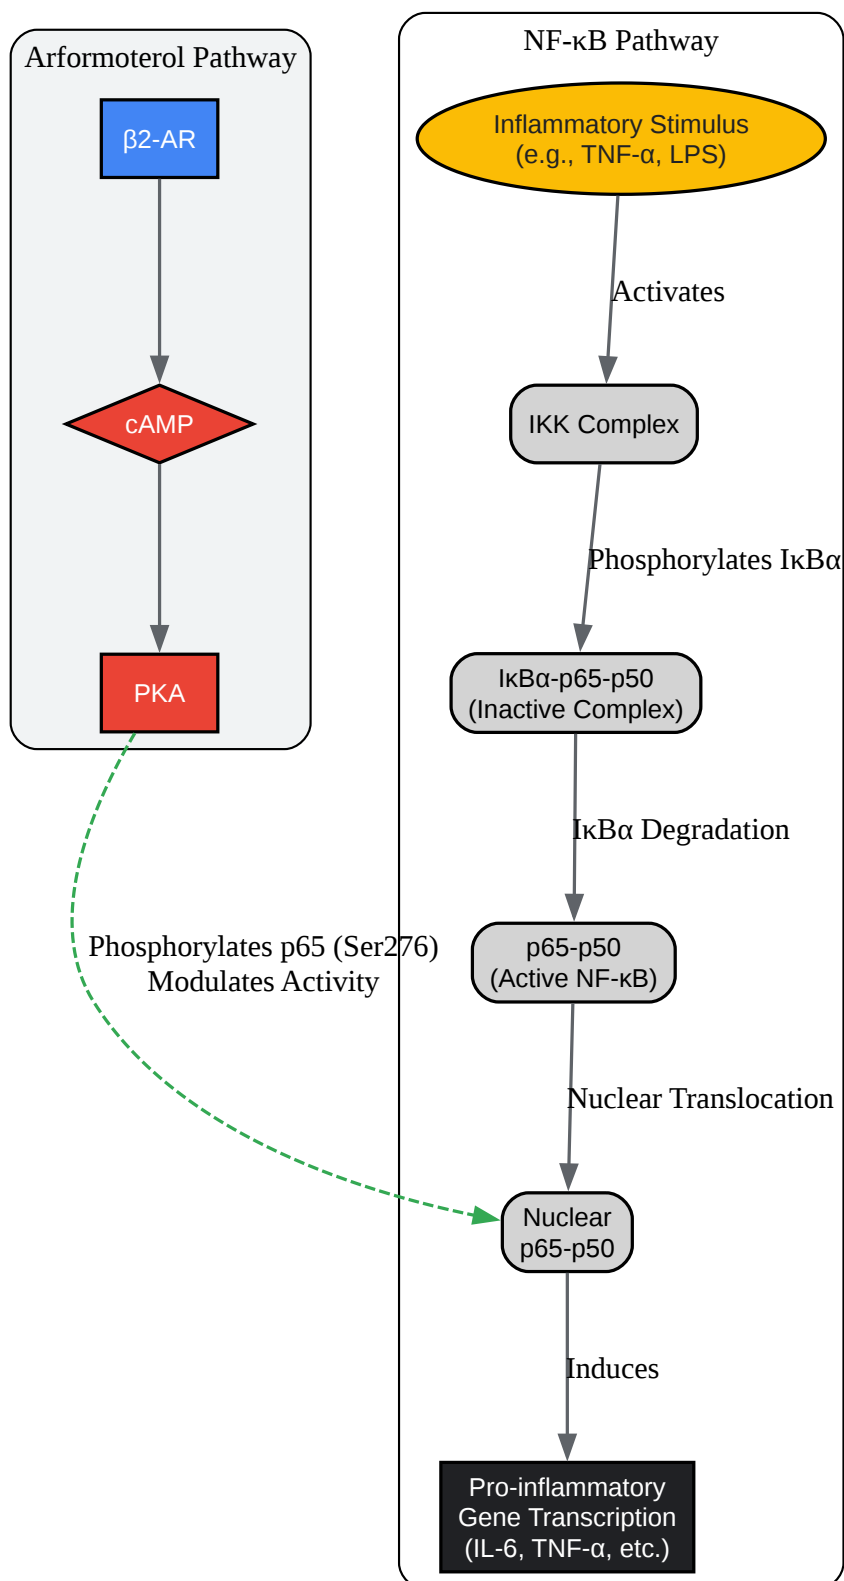 Arformoterol Pathway
β2-AR
cAMP
PKA
Phosphorylates p65 (Ser276)
Modulates Activity
NF-κB Pathway
Inflammatory Stimulus
(e.g., TNF-α, LPS)
Activates
IKK Complex
Phosphorylates IκBα
IκBα-p65-p50
(Inactive Complex)
IκBα Degradation
p65-p50
(Active NF-κB)
Nuclear Translocation
Nuclear
p65-p50
Induces
Pro-inflammatory
Gene Transcription
(IL-6, TNF-α, etc.)